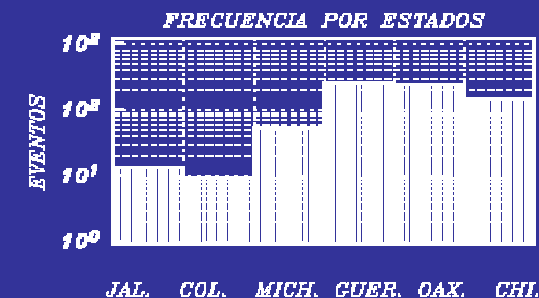 FRECUENCIA POR ESTADOS
10³
10²
10¹
10⁰
EVENTOS
JAL. COL. MICH. GUER. OAX. CHI.